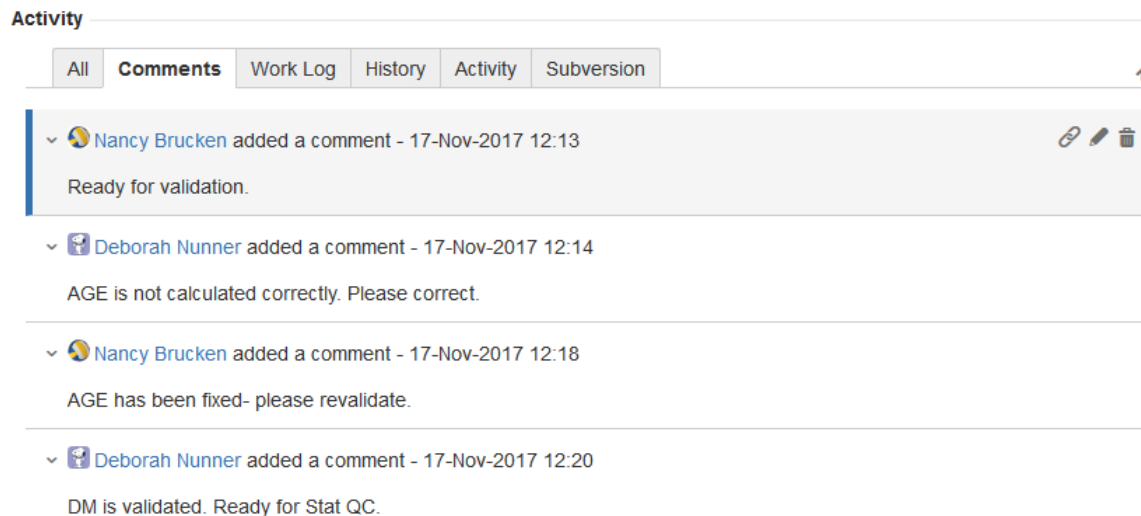 Activity
All Comments Work Log History Activity Subversion
Nancy Brucken added a comment - 17-Nov-2017 12:13
Ready for validation.
Deborah Nunner added a comment - 17-Nov-2017 12:14
AGE is not calculated correctly. Please correct.
Nancy Brucken added a comment - 17-Nov-2017 12:18
AGE has been fixed- please revalidate.
Deborah Nunner added a comment - 17-Nov-2017 12:20
DM is validated. Ready for Stat QC.